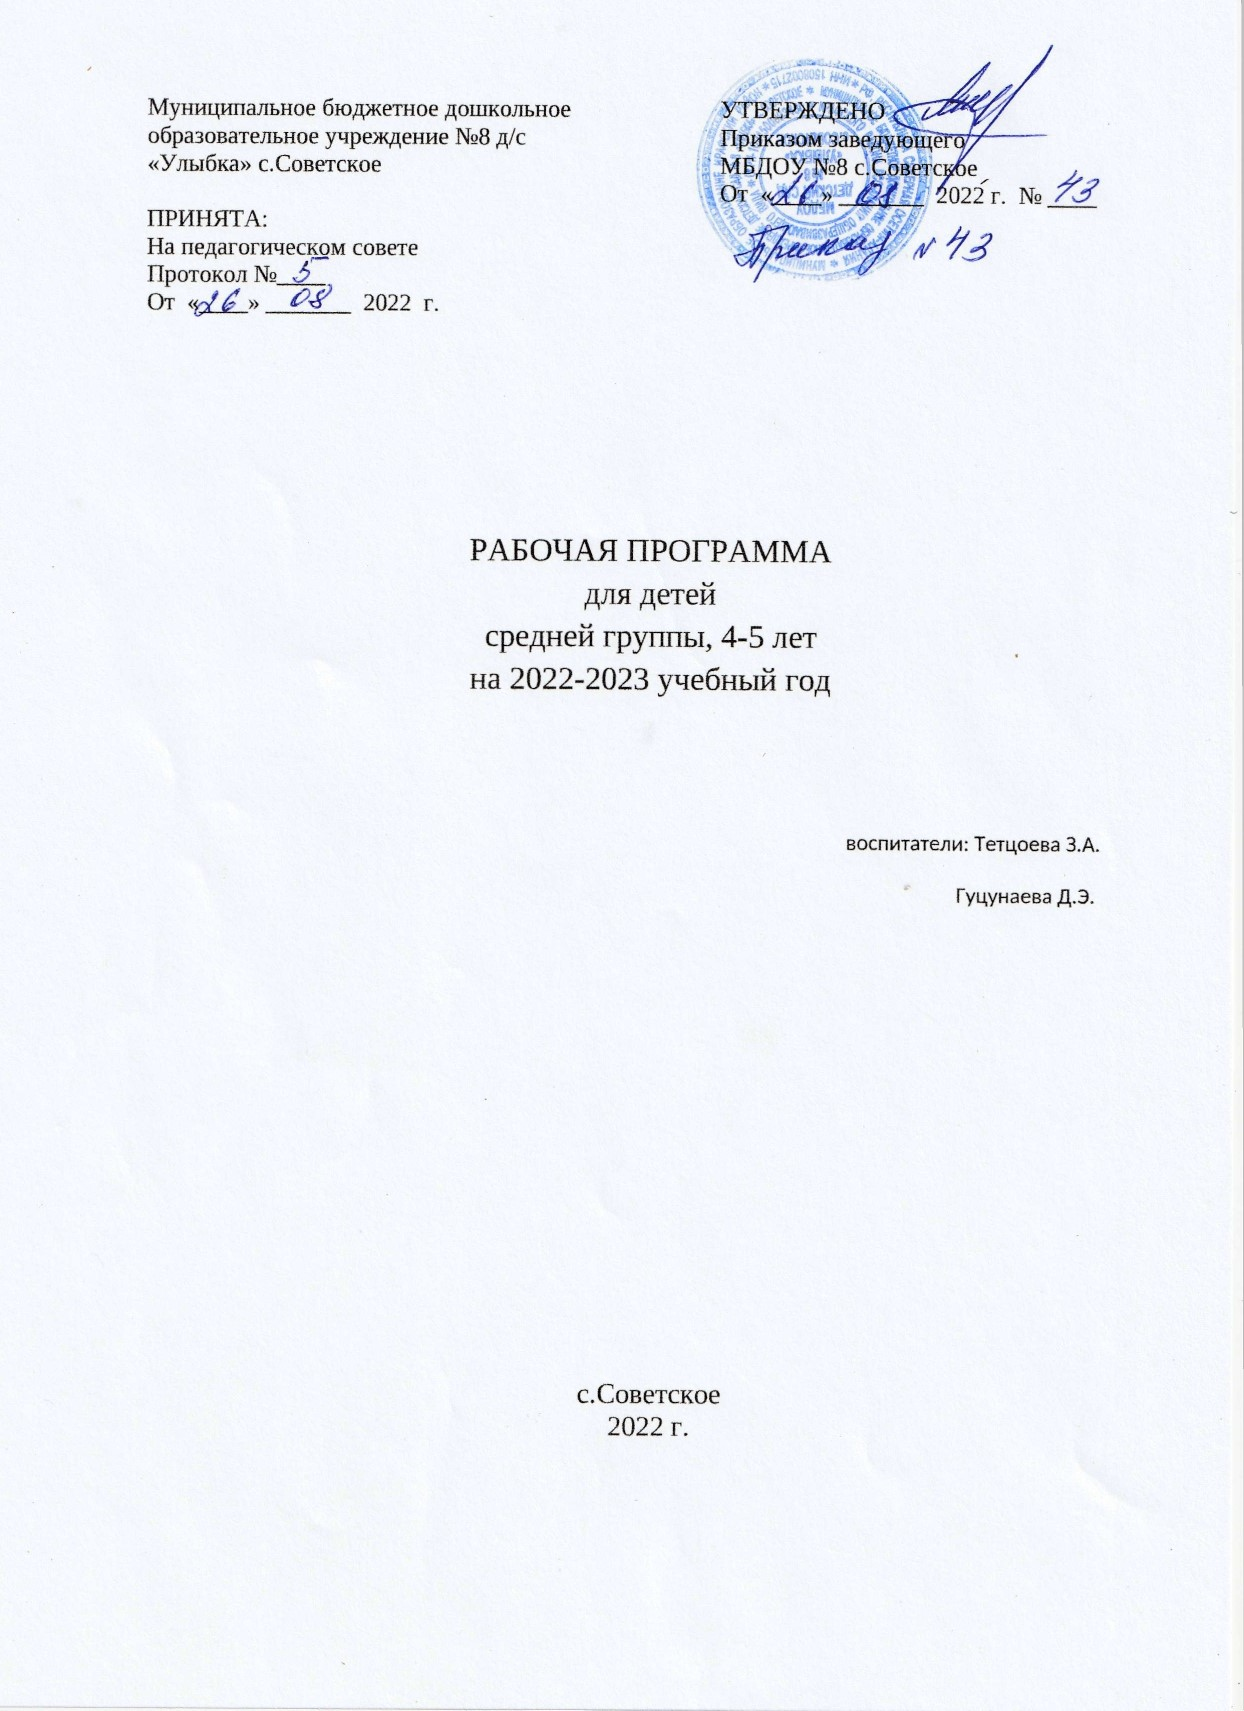 Муниципальное бюджетное дошкольное
образовательное учреждение №8 д/с
«Улыбка» с.Советское
ПРИНЯТА:
На педагогическом совете
Протокол № 5
От «26» 08 2022 г.
УТВЕРЖДЕНО
Приказом заведующего
МБДОУ №8 с.Советское
От «26» 08 2022 г. № 43
Приказ № 43
РАБОЧАЯ ПРОГРАММА
для детей
средней группы, 4-5 лет
на 2022-2023 учебный год
воспитатели: Тетцоева З.А.
Гуцунаева Д.Э.
с.Советское
2022 г.